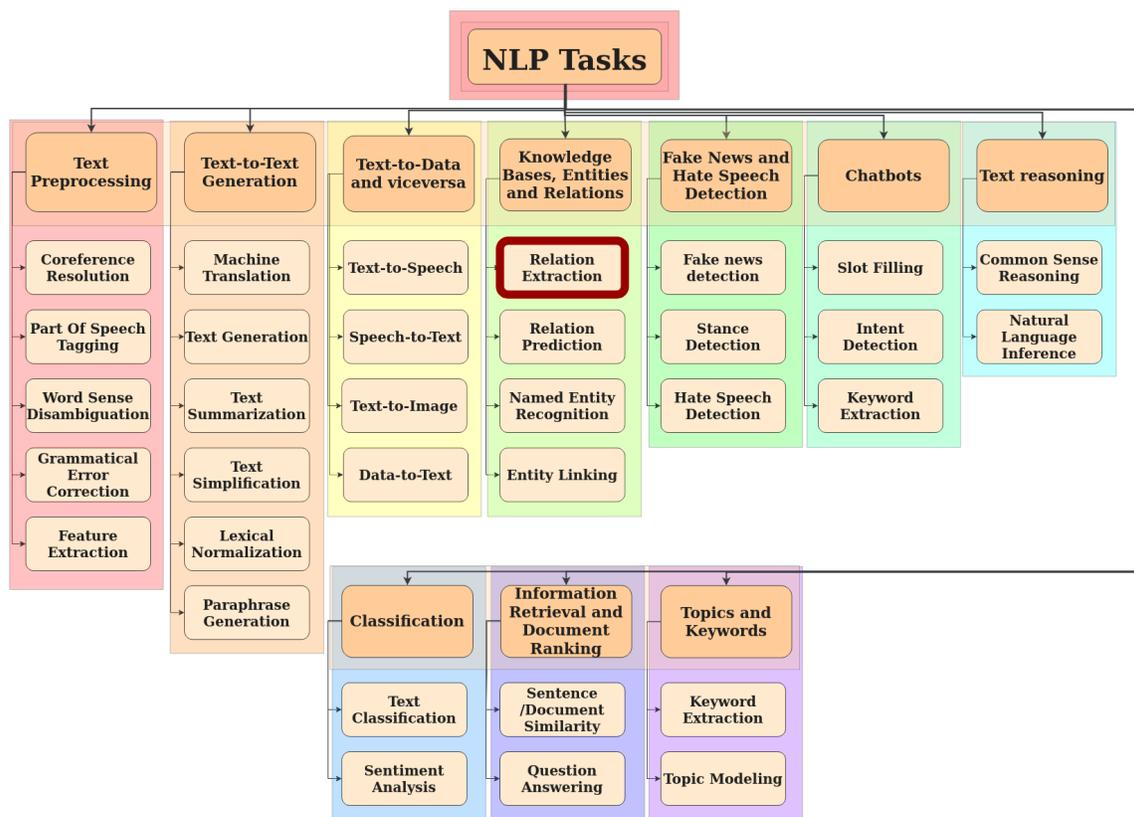 NLP Tasks
Text
Preprocessing
Coreference
Resolution
Part Of Speech
Tagging
Word Sense
Disambiguation
Grammatical
Error
Correction
Feature
Extraction
Text-to-Text
Generation
Machine
Translation
Text Generation
Text
Summarization
Text
Simplification
Lexical
Normalization
Paraphrase
Generation
Text-to-Data
and viceversa
Text-to-Speech
Speech-to-Text
Text-to-Image
Data-to-Text
Knowledge
Bases, Entities
and Relations
Relation
Extraction
Relation
Prediction
Named Entity
Recognition
Entity Linking
Fake News and
Hate Speech
Detection
Fake news
detection
Stance
Detection
Hate Speech
Detection
Chatbots
Slot Filling
Intent
Detection
Keyword
Extraction
Text reasoning
Common Sense
Reasoning
Natural
Language
Inference
Classification
Text
Classification
Sentiment
Analysis
Information
Retrieval and
Document
Ranking
Sentence
/Document
Similarity
Question
Answering
Topics and
Keywords
Keyword
Extraction
Topic Modeling